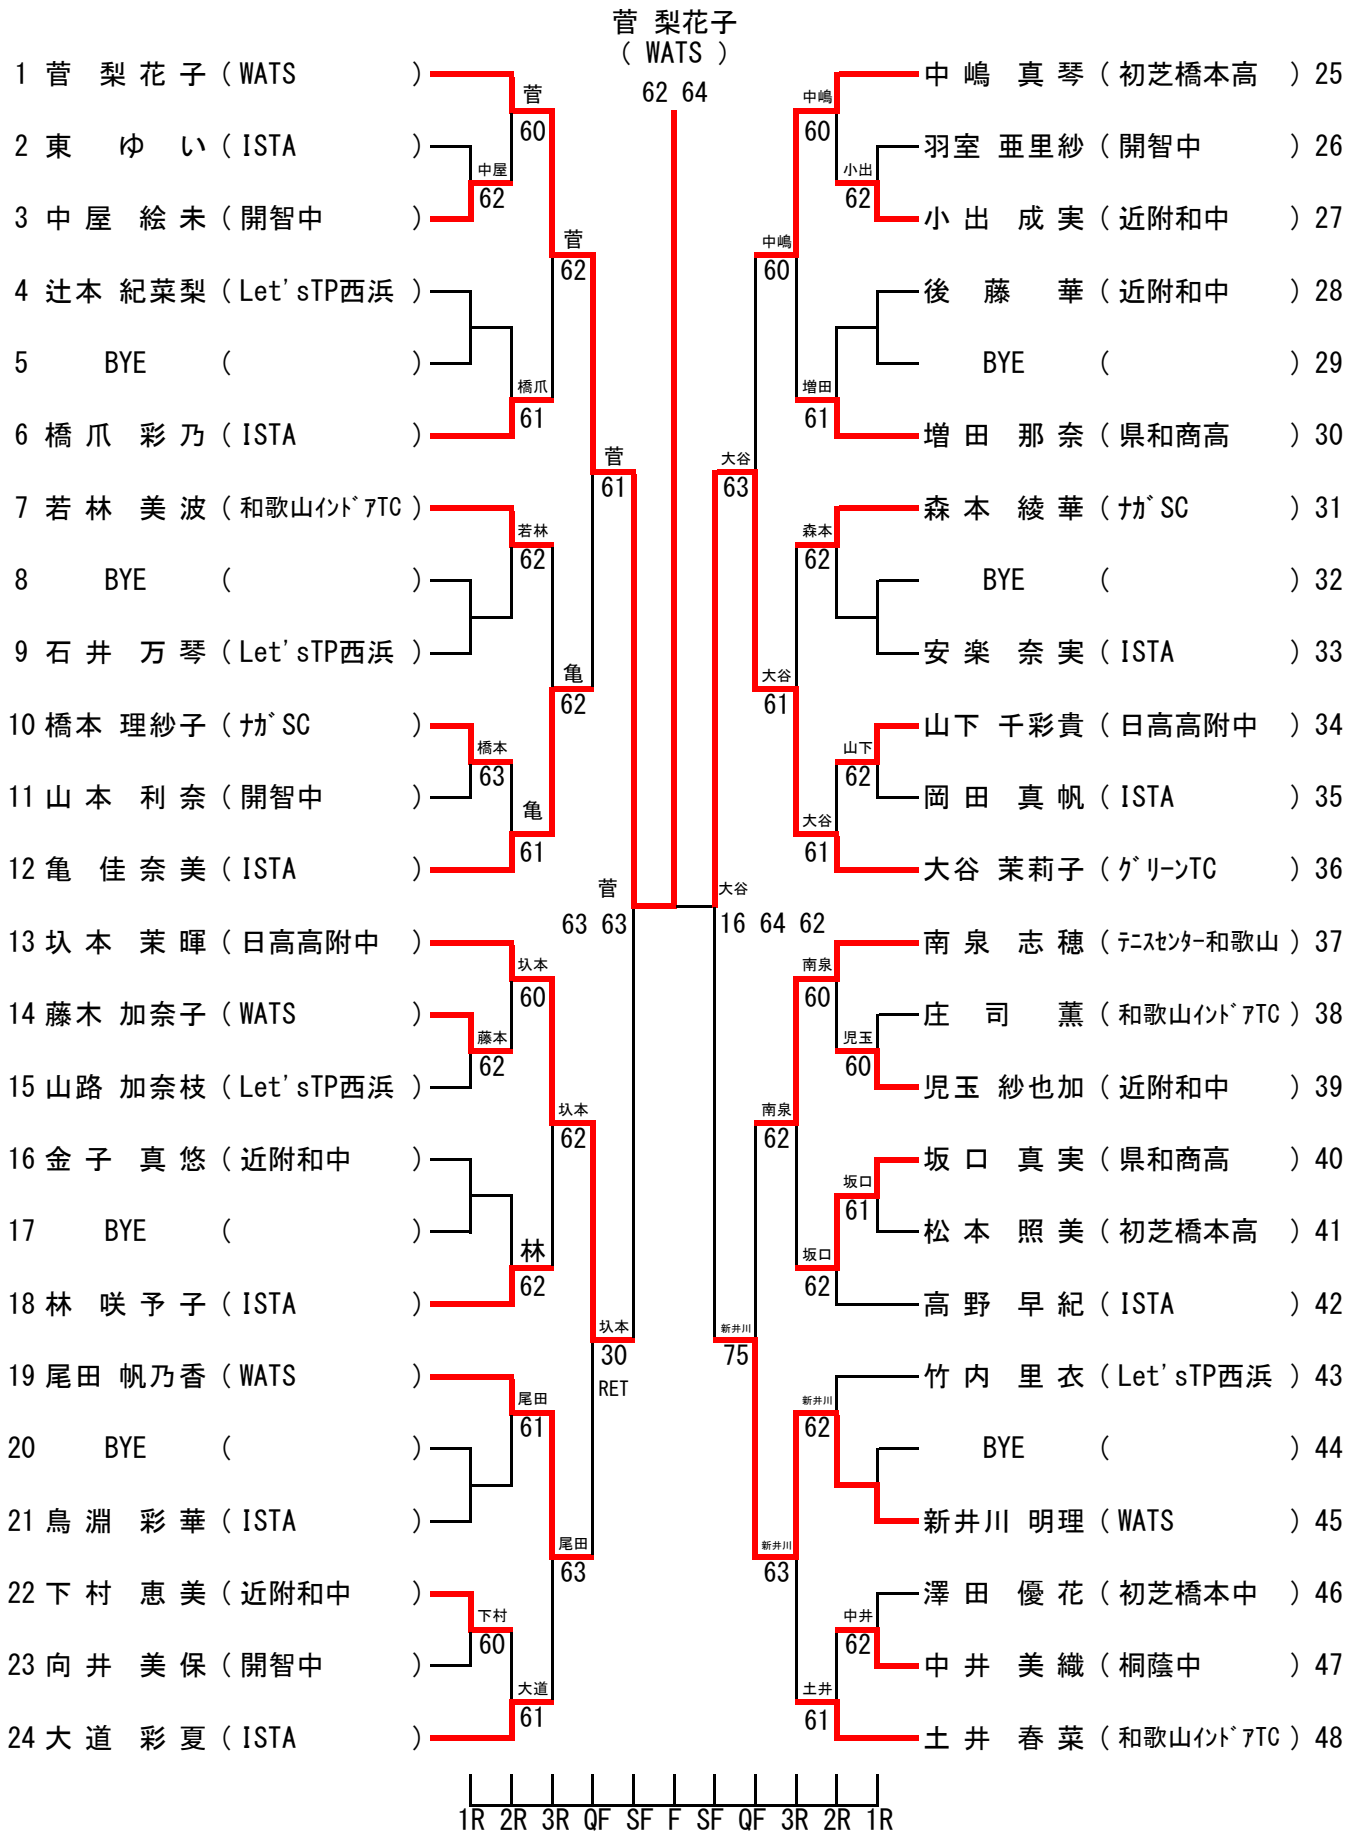 菅 梨花子
( WATS )
62 64
1 菅 梨花子 ( WATS )
菅
60
2 東 ゆい ( ISTA )
中屋
62
3 中屋 絵未 ( 開智中 )
菅
62
4 辻本 紀菜梨 ( Let'sTP西浜 )
5 BYE ( )
橋爪
61
6 橋爪 彩乃 ( ISTA )
菅
61
7 若林 美波 ( 和歌山インドアTC )
若林
62
8 BYE ( )
9 石井 万琴 ( Let'sTP西浜 )
亀
62
10 橋本 理紗子 ( ナガSC )
橋本
63
11 山本 利奈 ( 開智中 )
亀
61
12 亀 佳奈美 ( ISTA )
菅
63 63
13 圦本 茉暉 ( 日高高附中 )
圦本
60
14 藤木 加奈子 ( WATS )
藤本
62
15 山路 加奈枝 ( Let'sTP西浜 )
圦本
62
16 金子 真悠 ( 近附和中 )
17 BYE ( )
林
62
18 林 咲予子 ( ISTA )
圦本
30
RET
19 尾田 帆乃香 ( WATS )
尾田
61
20 BYE ( )
21 鳥淵 彩華 ( ISTA )
尾田
63
22 下村 恵美 ( 近附和中 )
下村
60
23 向井 美保 ( 開智中 )
大道
61
24 大道 彩夏 ( ISTA )
中嶋 真琴 ( 初芝橋本高 ) 25
中嶋
60
羽室 亜里紗 ( 開智中 ) 26
小出
62
小出 成実 ( 近附和中 ) 27
中嶋
60
後藤 華 ( 近附和中 ) 28
BYE ( ) 29
増田
61
増田 那奈 ( 県和商高 ) 30
大谷
63
森本 綾華 ( ナガSC ) 31
森本
62
BYE ( ) 32
安楽 奈実 ( ISTA ) 33
大谷
61
山下 千彩貴 ( 日高高附中 ) 34
山下
62
岡田 真帆 ( ISTA ) 35
大谷
61
大谷 茉莉子 ( グリーンTC ) 36
大谷
16 64 62
南泉 志穂 ( テニスセンター和歌山 ) 37
南泉
60
庄司 薫 ( 和歌山インドアTC ) 38
児玉
60
児玉 紗也加 ( 近附和中 ) 39
南泉
62
坂口 真実 ( 県和商高 ) 40
坂口
61
松本 照美 ( 初芝橋本高 ) 41
坂口
62
高野 早紀 ( ISTA ) 42
新井川
75
竹内 里衣 ( Let'sTP西浜 ) 43
新井川
62
BYE ( ) 44
新井川 明理 ( WATS ) 45
新井川
63
澤田 優花 ( 初芝橋本中 ) 46
中井
62
中井 美織 ( 桐蔭中 ) 47
土井
61
土井 春菜 ( 和歌山インドアTC ) 48
1R 2R 3R QF SF F SF QF 3R 2R 1R